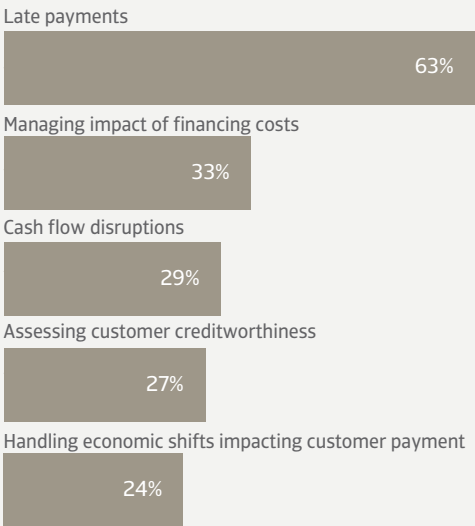 Late payments
63%
Managing impact of financing costs
33%
Cash flow disruptions
29%
Assessing customer creditworthiness
27%
Handling economic shifts impacting customer payment
24%